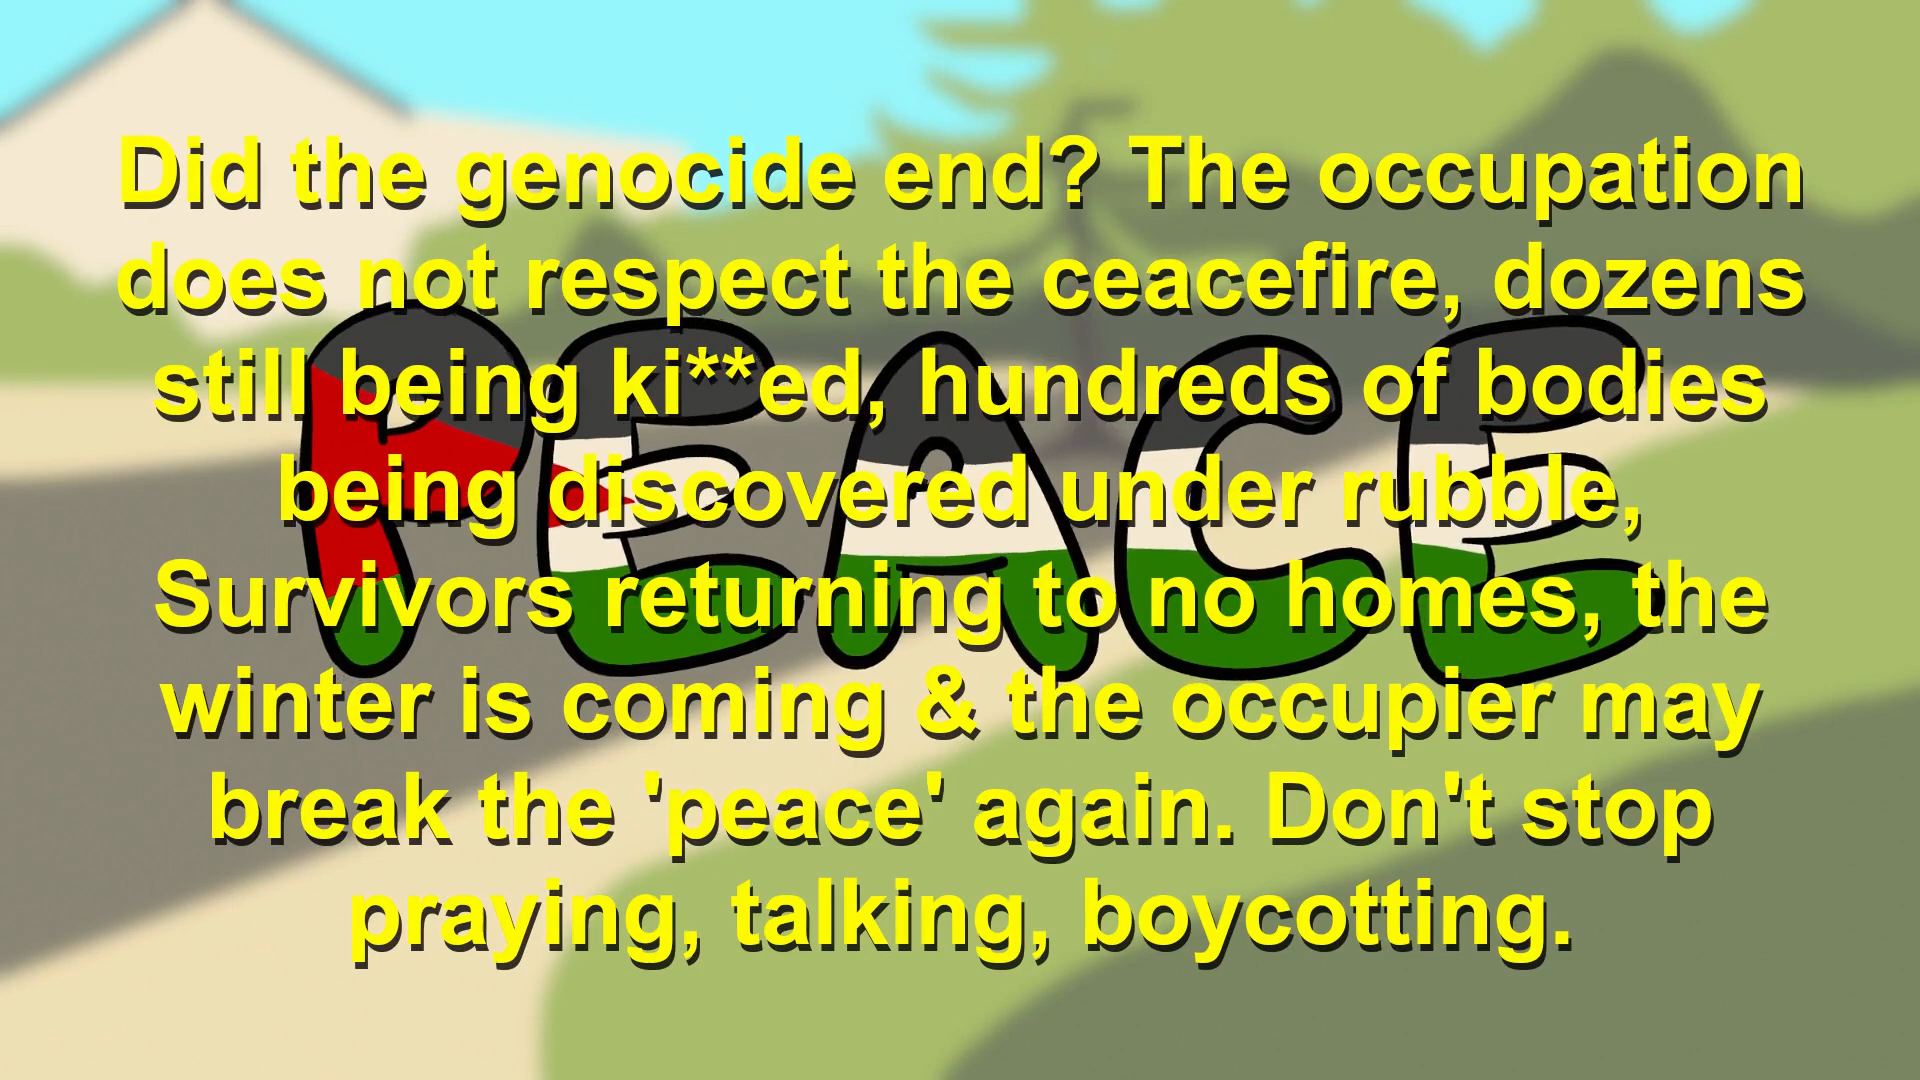 Did the genocide end? The occupation
does not respect the ceacefire, dozens
still being ki**ed, hundreds of bodies
being discovered under rubble,
Survivors returning to no homes, the
winter is coming & the occupier may
break the 'peace' again. Don't stop
praying, talking, boycotting.
PEACE